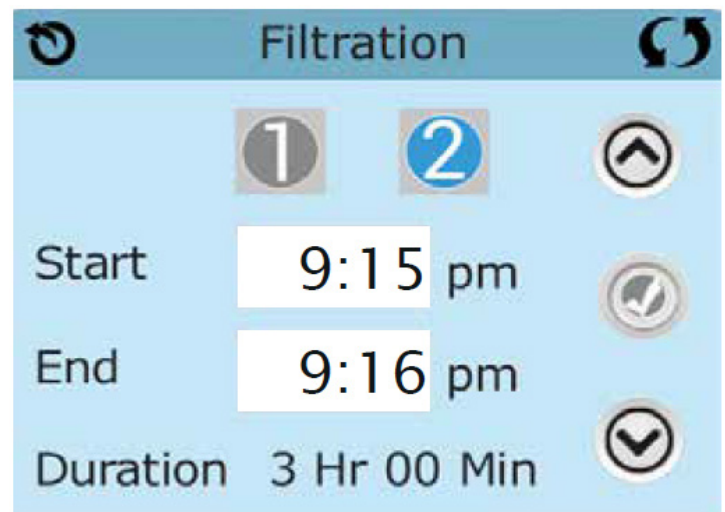 Filtration
1 2
Start 9:15 pm
End 9:16 pm
Duration 3 Hr 00 Min